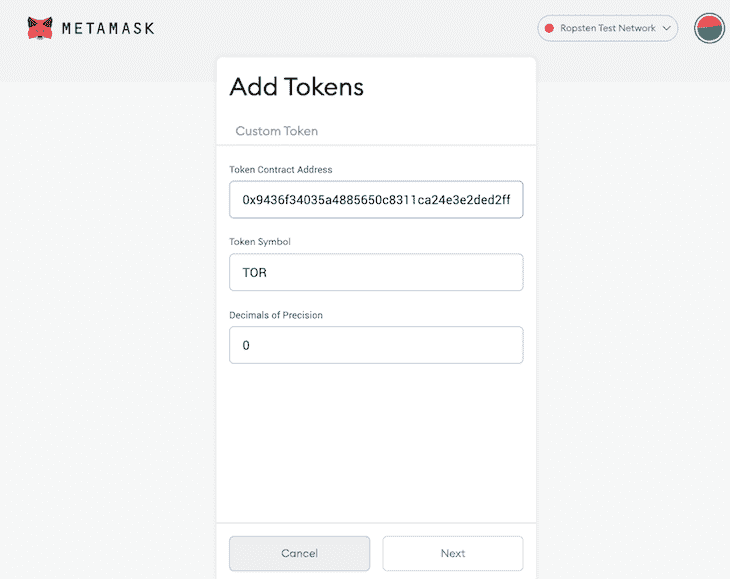 METAMASK
Ropsten Test Network
Add Tokens
Custom Token
Token Contract Address
0x9436f34035a4885650c8311ca24e3e2ded2ff
Token Symbol
TOR
Decimals of Precision
0
Cancel
Next